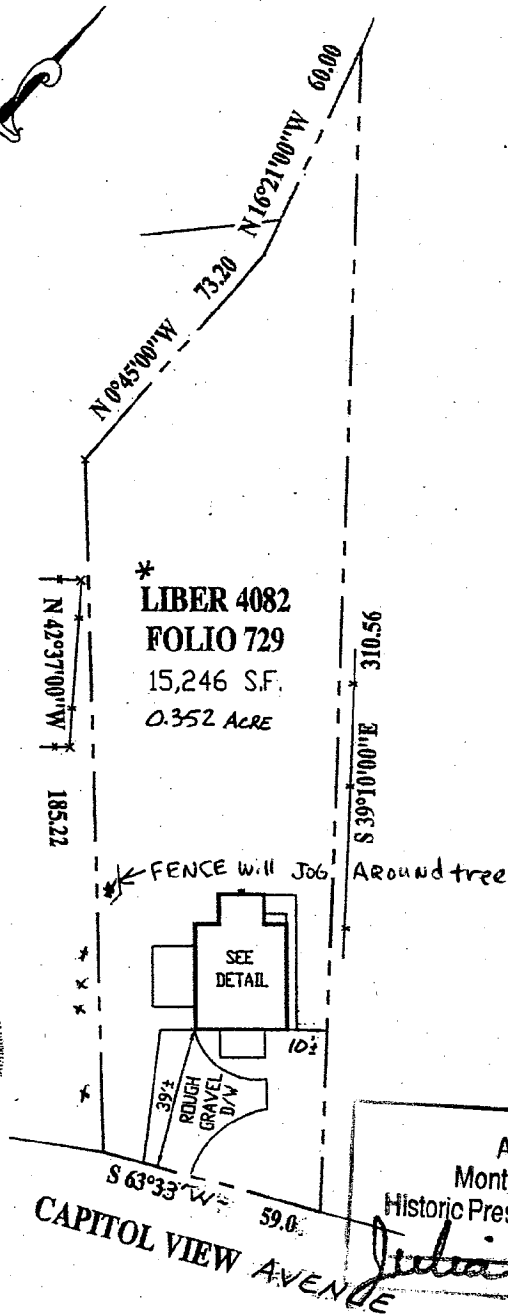 60.00
N 16°21'00"W
73.20
N 0°45'00"W
*
LIBER 4082
FOLIO 729
15,246 S.F.
0.352 ACRE
N 42°37'00"W
185.22
310.56
S 39°10'00"E
FENCE will JOG AROUND tree
SEE
DETAIL
10±
39'±
ROUGH
GRAVEL
D/W
S 63°33' W
59.0
CAPITOL VIEW AVENUE
A
Mont
Historic Pres